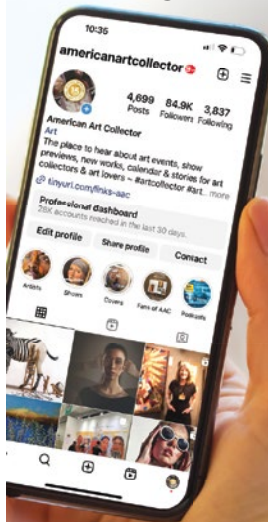 10:36
americanartcollector 9+
4,699 84.9K 3,837
Posts Followers Following
American Art Collector
Art
The place to hear about art events, show
previews, new works, calendar & stories for art
collectors & art lovers ~ #artcollector #art... more
tinyurl.com/links-aac
Professional dashboard
28K accounts reached in the last 30 days.
Edit profile Share profile Contact
Artists Shows Covers Fans of AAC Podcasts